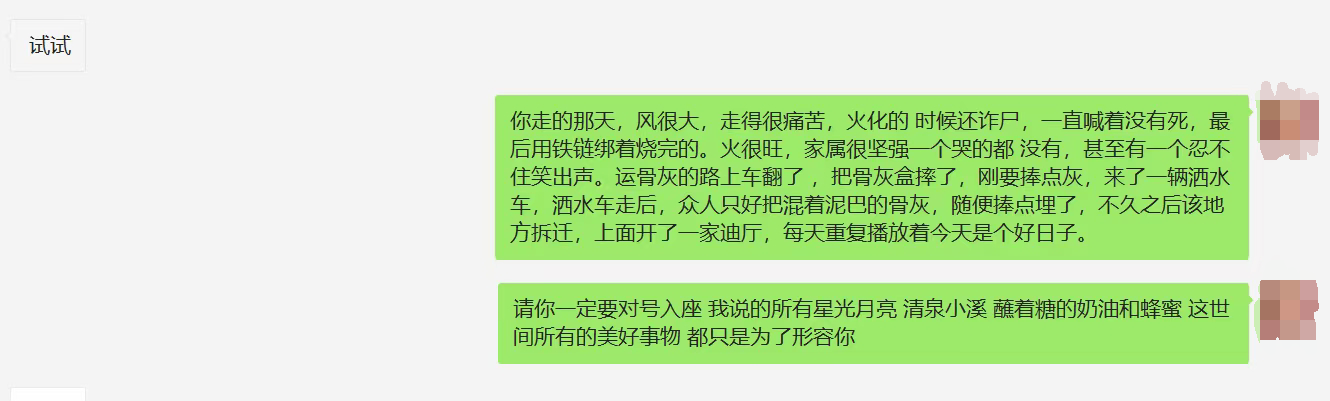 试试
你走的那天，风很大，走得很痛苦，火化的 时候还诈尸，一直喊着没有死，最
后用铁链绑着烧完的。火很旺，家属很坚强一个哭的都 没有，甚至有一个忍不
住笑出声。运骨灰的路上车翻了 ，把骨灰盒摔了，刚要捧点灰，来了一辆洒水
车，洒水车走后，众人只好把混着泥巴的骨灰，随便捧点埋了，不久之后该地
方拆迁，上面开了一家迪厅，每天重复播放着今天是个好日子。
请你一定要对号入座 我说的所有星光月亮 清泉小溪 蘸着糖的奶油和蜂蜜 这世
间所有的美好事物 都只是为了形容你